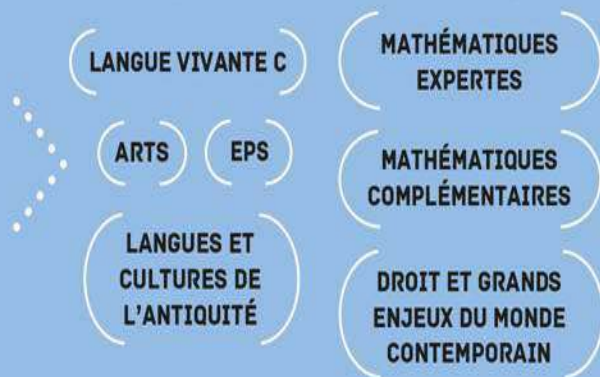 LANGUE VIVANTE C
ARTS
EPS
LANGUES ET
CULTURES DE
L'ANTIQUITÉ
MATHÉMATIQUES
EXPERTES
MATHÉMATIQUES
COMPLÉMENTAIRES
DROIT ET GRANDS
ENJEUX DU MONDE
CONTEMPORAIN